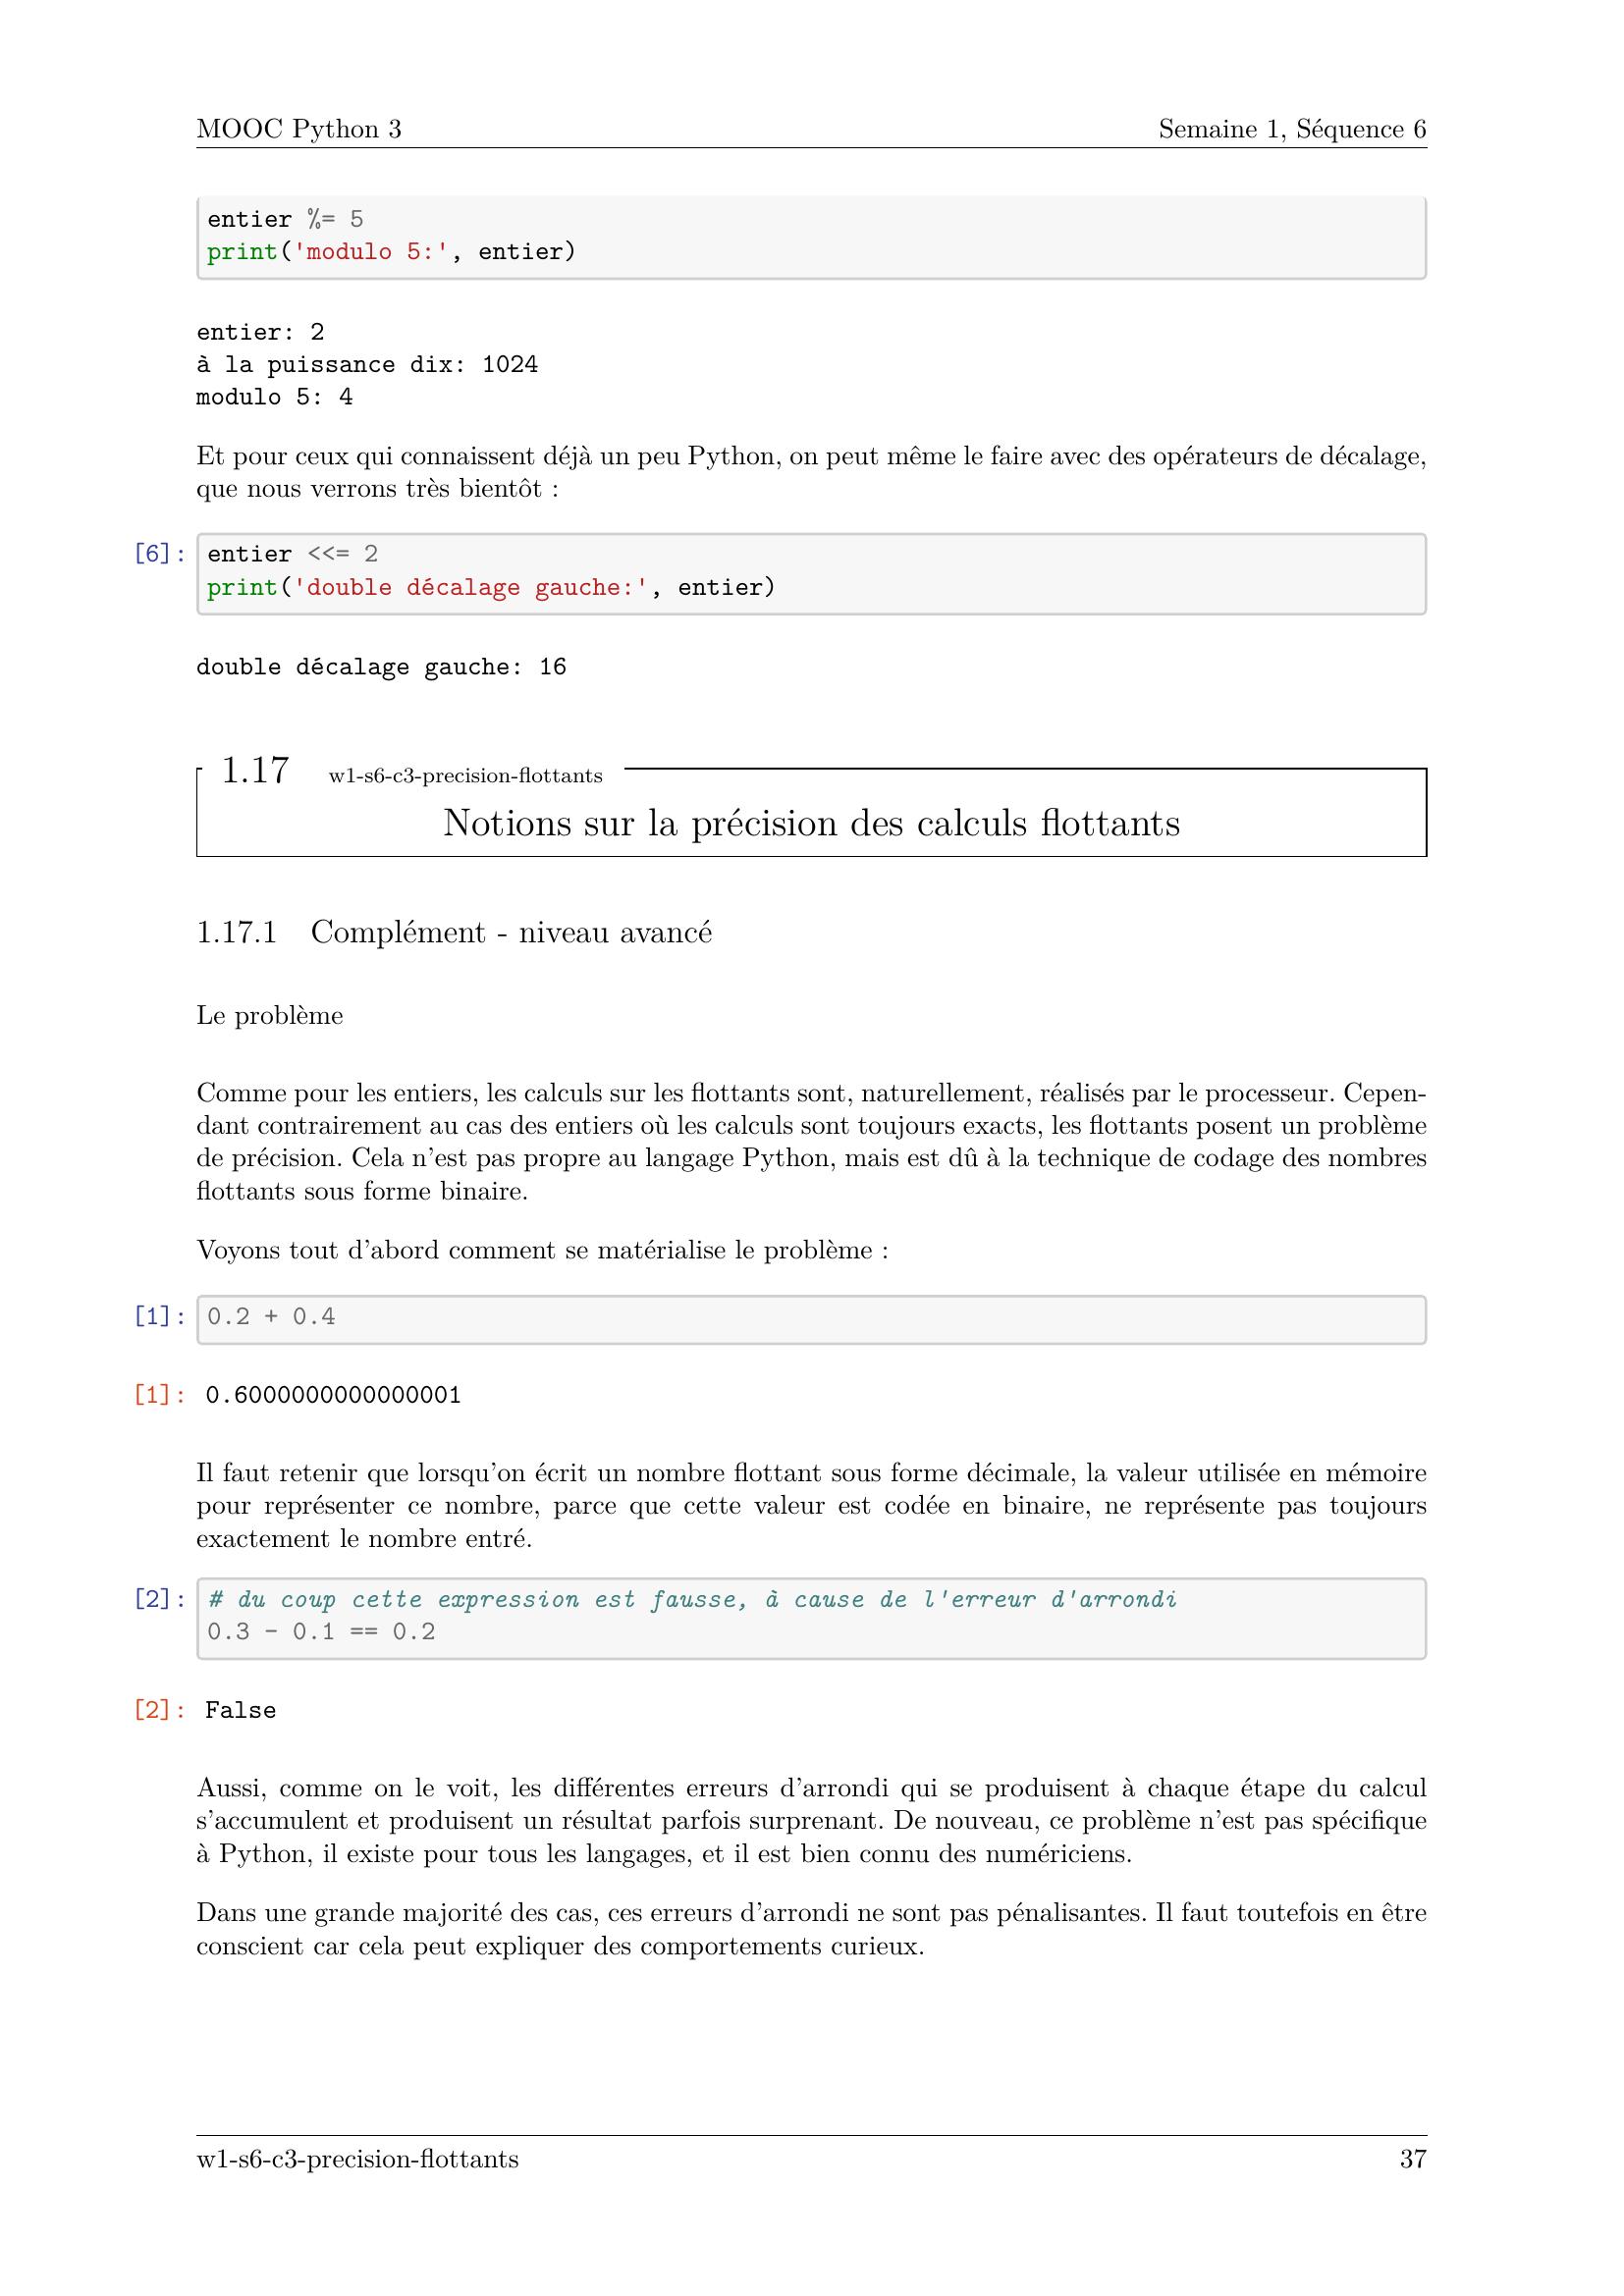 MOOC Python 3 Semaine 1, Séquence 6
entier %= 5
print('modulo 5:', entier)
entier: 2
à la puissance dix: 1024
modulo 5: 4
Et pour ceux qui connaissent déjà un peu Python, on peut même le faire avec des opérateurs de décalage,
que nous verrons très bientôt :
[6]: entier <<= 2
print('double décalage gauche:', entier)
double décalage gauche: 16
1.17 w1-s6-c3-precision-flottants
Notions sur la précision des calculs flottants
1.17.1 Complément - niveau avancé
Le problème
Comme pour les entiers, les calculs sur les flottants sont, naturellement, réalisés par le processeur. Cepen-
dant contrairement au cas des entiers où les calculs sont toujours exacts, les flottants posent un problème
de précision. Cela n'est pas propre au langage Python, mais est dû à la technique de codage des nombres
flottants sous forme binaire.
Voyons tout d'abord comment se matérialise le problème :
[1]: 0.2 + 0.4
[1]: 0.6000000000000001
Il faut retenir que lorsqu'on écrit un nombre flottant sous forme décimale, la valeur utilisée en mémoire
pour représenter ce nombre, parce que cette valeur est codée en binaire, ne représente pas toujours
exactement le nombre entré.
[2]: # du coup cette expression est fausse, à cause de l'erreur d'arrondi
0.3 - 0.1 == 0.2
[2]: False
Aussi, comme on le voit, les différentes erreurs d'arrondi qui se produisent à chaque étape du calcul
s'accumulent et produisent un résultat parfois surprenant. De nouveau, ce problème n'est pas spécifique
à Python, il existe pour tous les langages, et il est bien connu des numériciens.
Dans une grande majorité des cas, ces erreurs d'arrondi ne sont pas pénalisantes. Il faut toutefois en être
conscient car cela peut expliquer des comportements curieux.
w1-s6-c3-precision-flottants 37